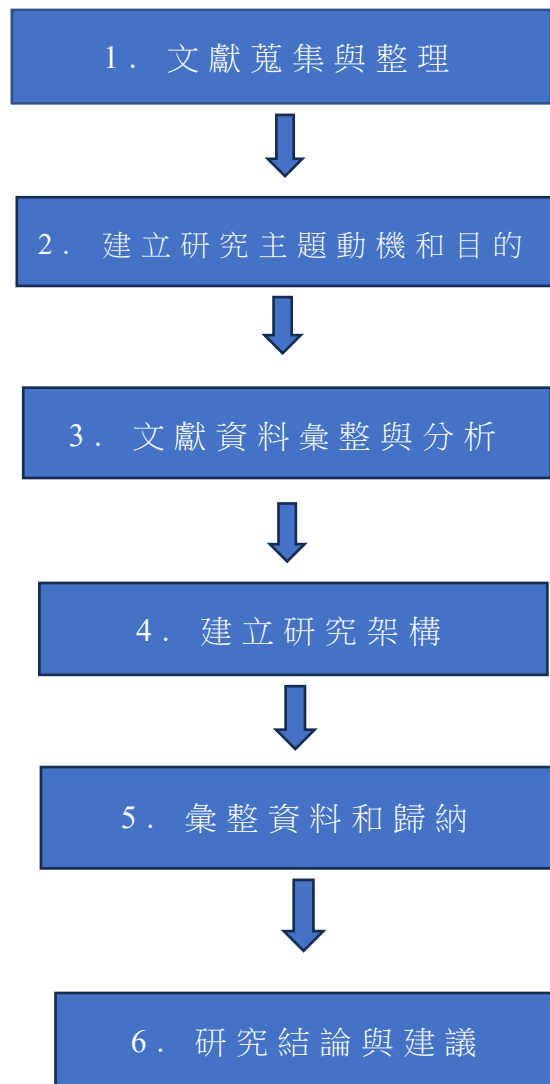 1. 文獻蒐集與整理
2. 建立研究主題動機和目的
3. 文獻資料彙整與分析
4. 建立研究架構
5. 彙整資料和歸納
6. 研究結論與建議